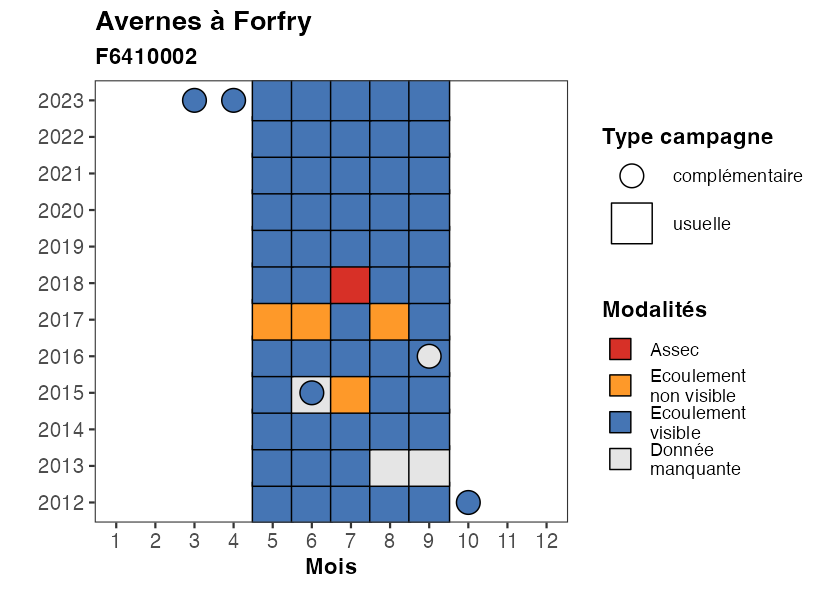 Avernes à Forfry
F6410002
2023
2022
2021
2020
2019
2018
2017
2016
2015
2014
2013
2012
1 2 3 4 5 6 7 8 9 10 11 12
Mois
Type campagne
complémentaire
usuelle
Modalités
Assec
Ecoulement
non visible
Ecoulement
visible
Donnée
manquante